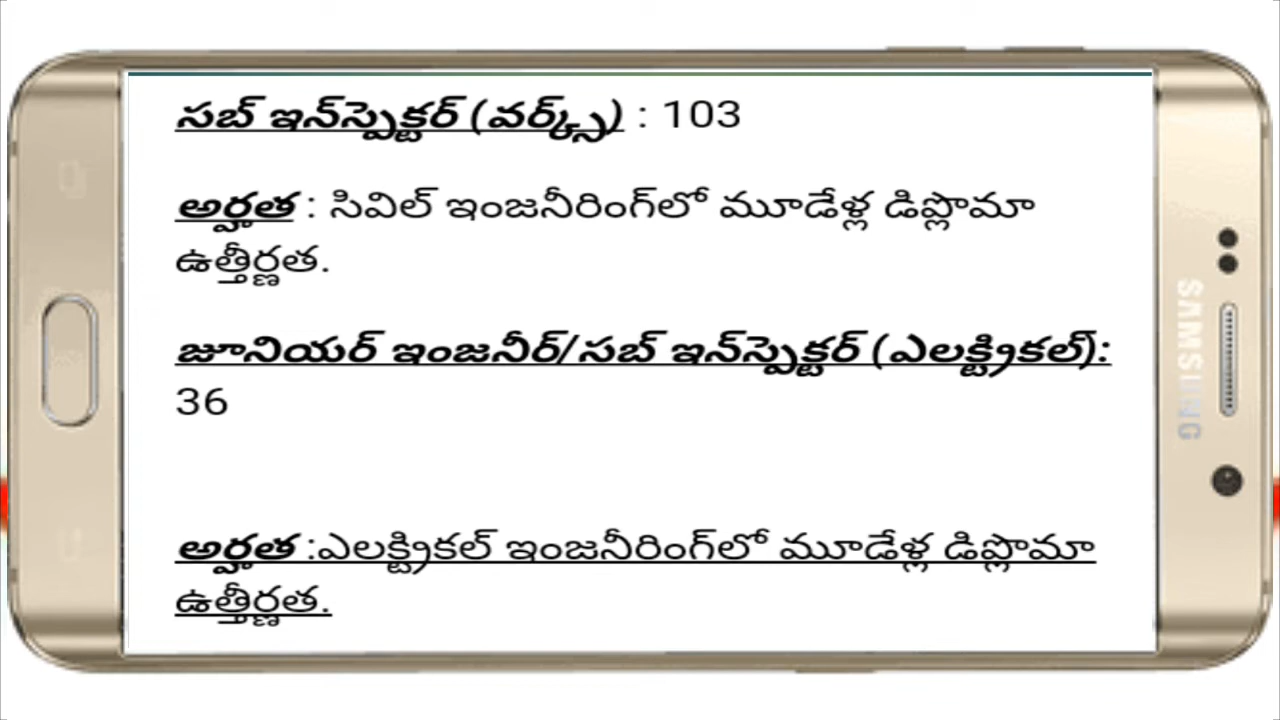 సబ్ ఇన్‌స్పెక్టర్ (వర్క్స్) : 103
అర్హత : సివిల్ ఇంజనీరింగ్‌లో మూడేళ్ల డిప్లొమా
ఉత్తీర్ణత.
జూనియర్ ఇంజనీర్/సబ్ ఇన్‌స్పెక్టర్ (ఎలక్ట్రికల్):
36
అర్హత :ఎలక్ట్రికల్ ఇంజనీరింగ్‌లో మూడేళ్ల డిప్లొమా
ఉత్తీర్ణత.
SAMSUNG